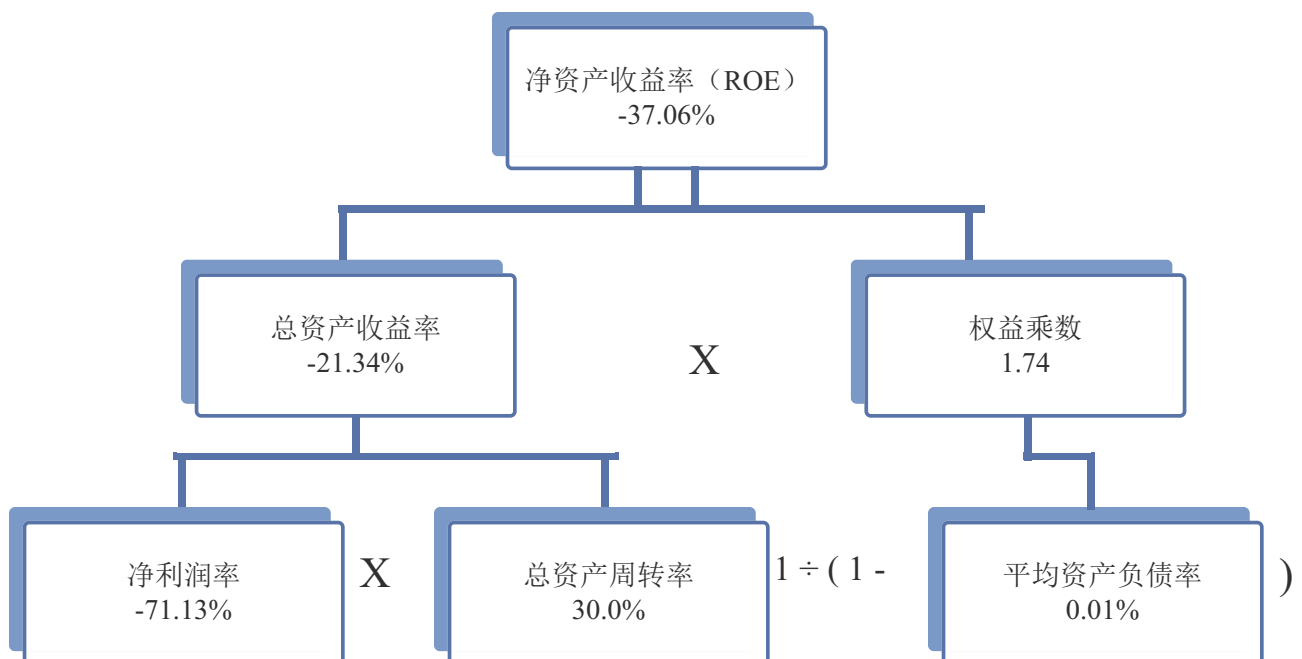 净资产收益率（ROE）
-37.06%
总资产收益率
-21.34%
X
权益乘数
1.74
净利润率
-71.13%
X
总资产周转率
30.0%
1 ÷ ( 1 -
平均资产负债率
0.01%
)